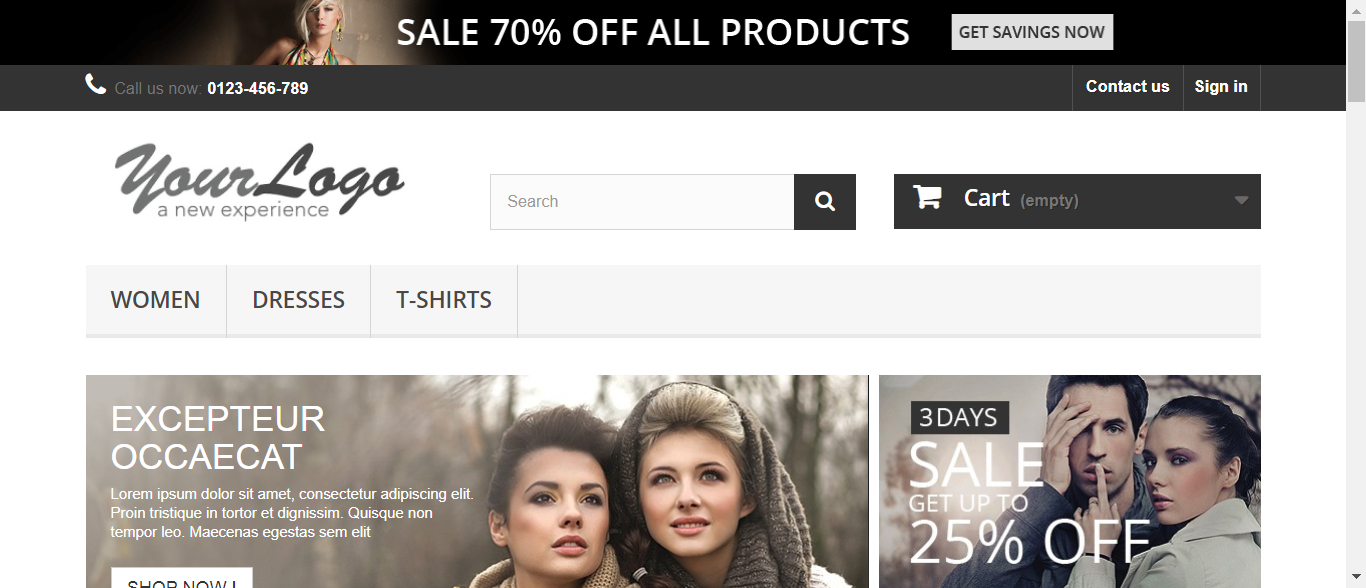 SALE 70% OFF ALL PRODUCTS
GET SAVINGS NOW
Call us now: 0123-456-789
Contact us
Sign in
YourLogo
a new experience
Search
Cart (empty)
WOMEN
DRESSES
T-SHIRTS
EXCEPTEUR
OCCAECAT
Lorem ipsum dolor sit amet, consectetur adipiscing elit.
Proin tristique in tortor et dignissim. Quisque non
tempor leo. Maecenas egestas sem elit
SHOP NOW !
3 DAYS
SALE
GET UP TO
25% OFF